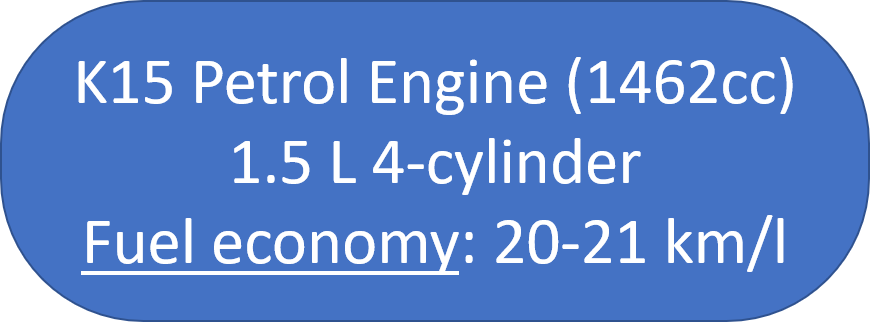 K15 Petrol Engine (1462cc)
1.5 L 4-cylinder
Fuel economy: 20-21 km/l